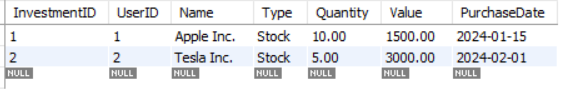 InvestmentID UserID Name Type Quantity Value PurchaseDate
1 1 Apple Inc. Stock 10.00 1500.00 2024-01-15
2 2 Tesla Inc. Stock 5.00 3000.00 2024-02-01
NULL NULL NULL NULL NULL NULL NULL